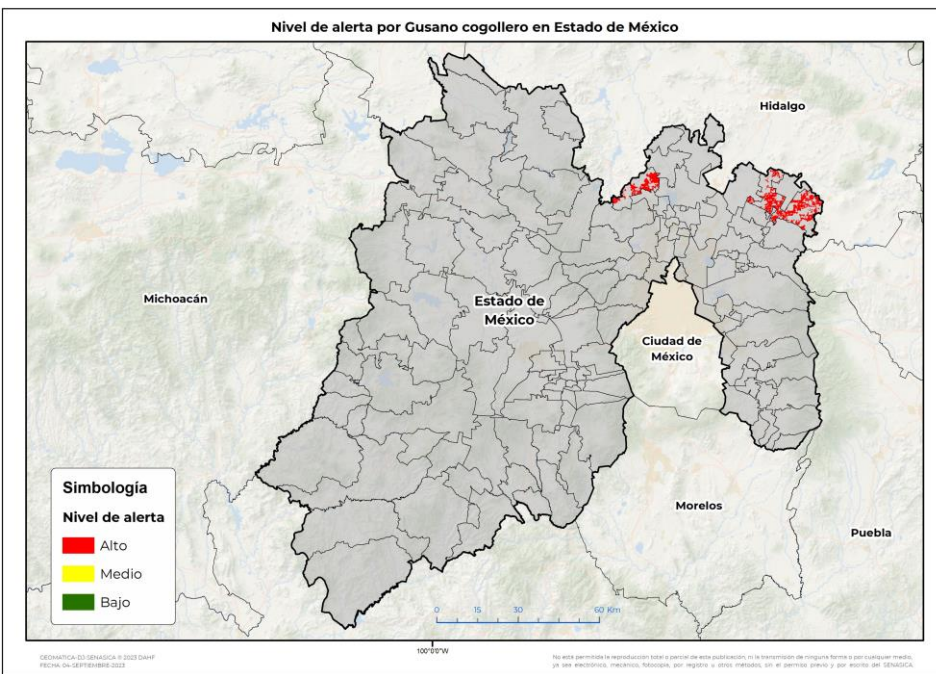 Nivel de alerta por Gusano cogollero en Estado de México
Hidalgo
Michoacán
Estado de
México
Ciudad de
México
Morelos
Puebla
Simbología
Nivel de alerta
Alto
Medio
Bajo
0 15 30 60 Km
100°0'0"W
GEOMÁTICA-DJ-SENASICA © 2023 DAHF
FECHA: 04-SEPTIEMBRE-2023
No está permitida la reproducción total o parcial de esta publicación, ni la transmisión de ninguna forma o por cualquier medio,
ya sea electrónico, mecánico, fotocopia, por registro u otros métodos, sin el permiso previo y por escrito del SENASICA.